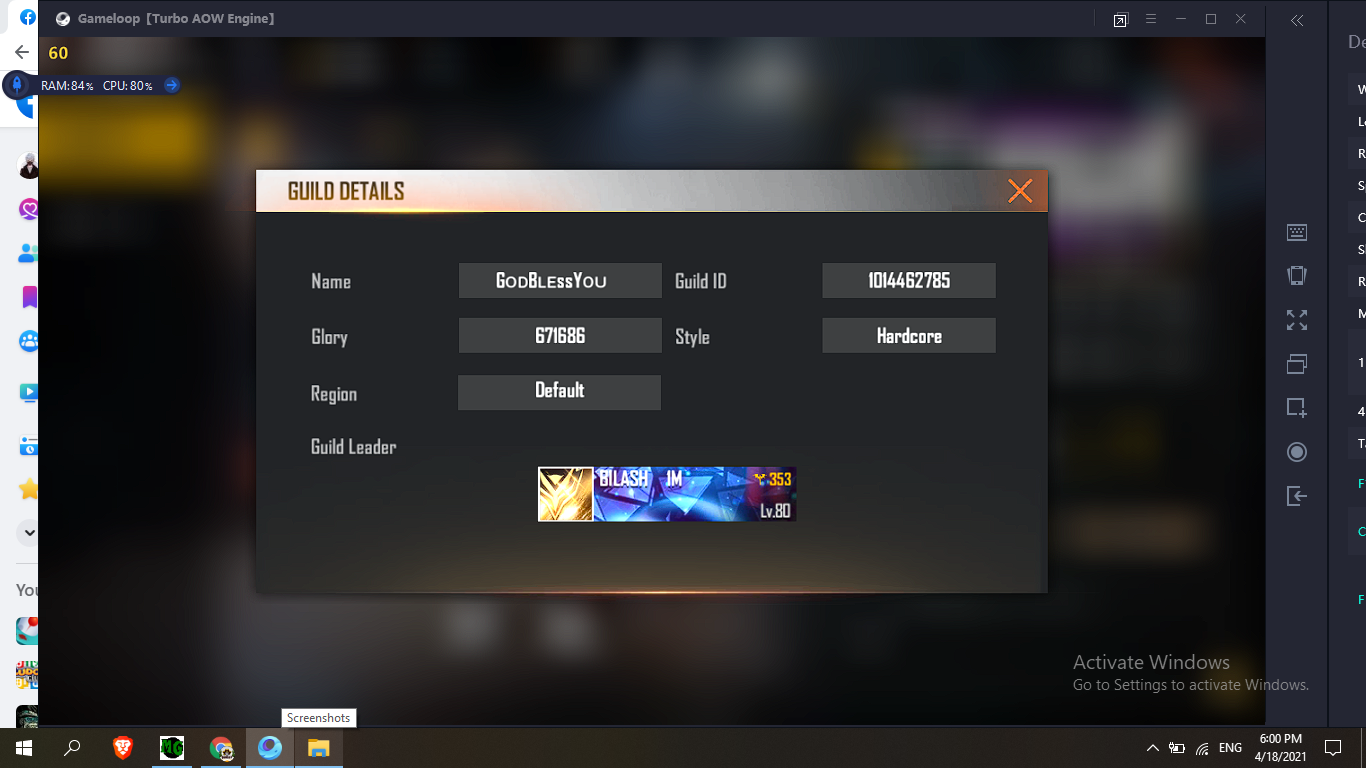 Gameloop [Turbo AOW Engine]
60
RAM:84% CPU:80%
GUILD DETAILS
Name GodBlessYou Guild ID 1014462785
Glory 671686 Style Hardcore
Region Default
Guild Leader
BILASH 1M 353
Lv.80
Activate Windows
Go to Settings to activate Windows.
You
Screenshots
MG
ENG
6:00 PM
4/18/2021